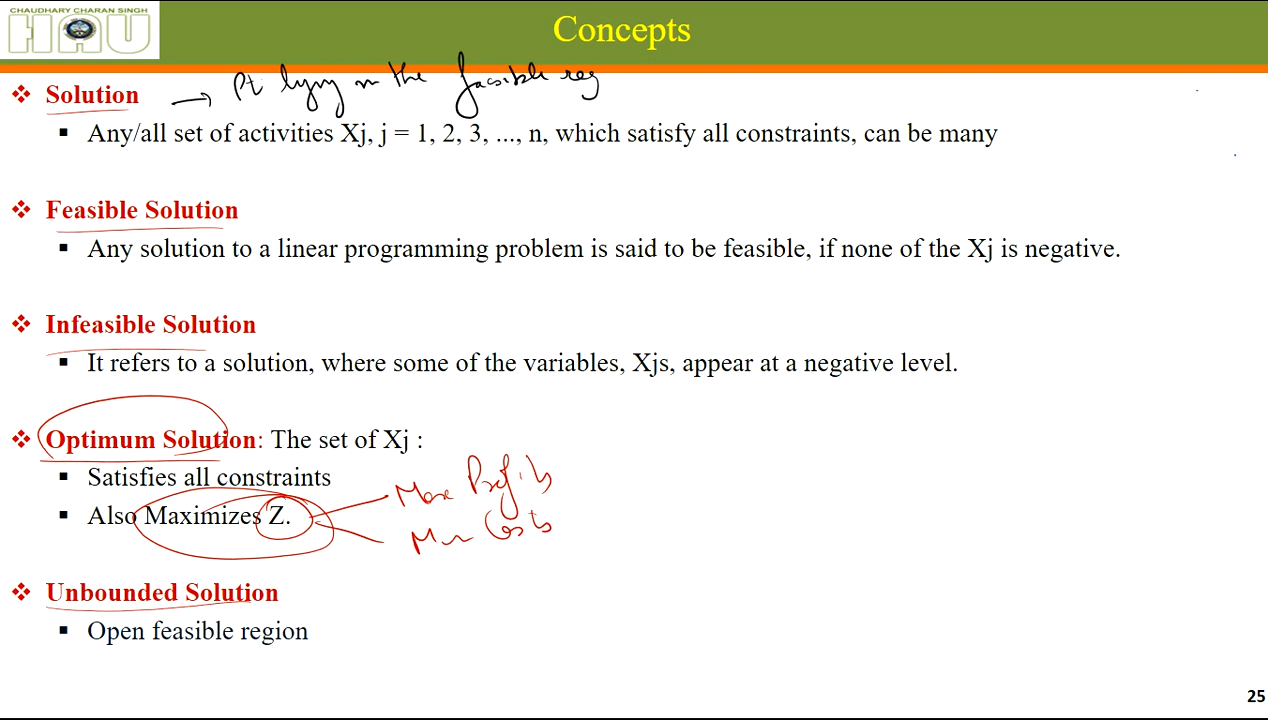 CHAUDHARY CHARAN SINGH
HAU
Concepts
Solution → Pt lying in the feasible reg
▪ Any/all set of activities Xj, j = 1, 2, 3, ..., n, which satisfy all constraints, can be many
Feasible Solution
▪ Any solution to a linear programming problem is said to be feasible, if none of the Xj is negative.
Infeasible Solution
▪ It refers to a solution, where some of the variables, Xjs, appear at a negative level.
Optimum Solution: The set of Xj :
▪ Satisfies all constraints
More Profits
▪ Also Maximizes Z.
Min Costs
Unbounded Solution
▪ Open feasible region
25